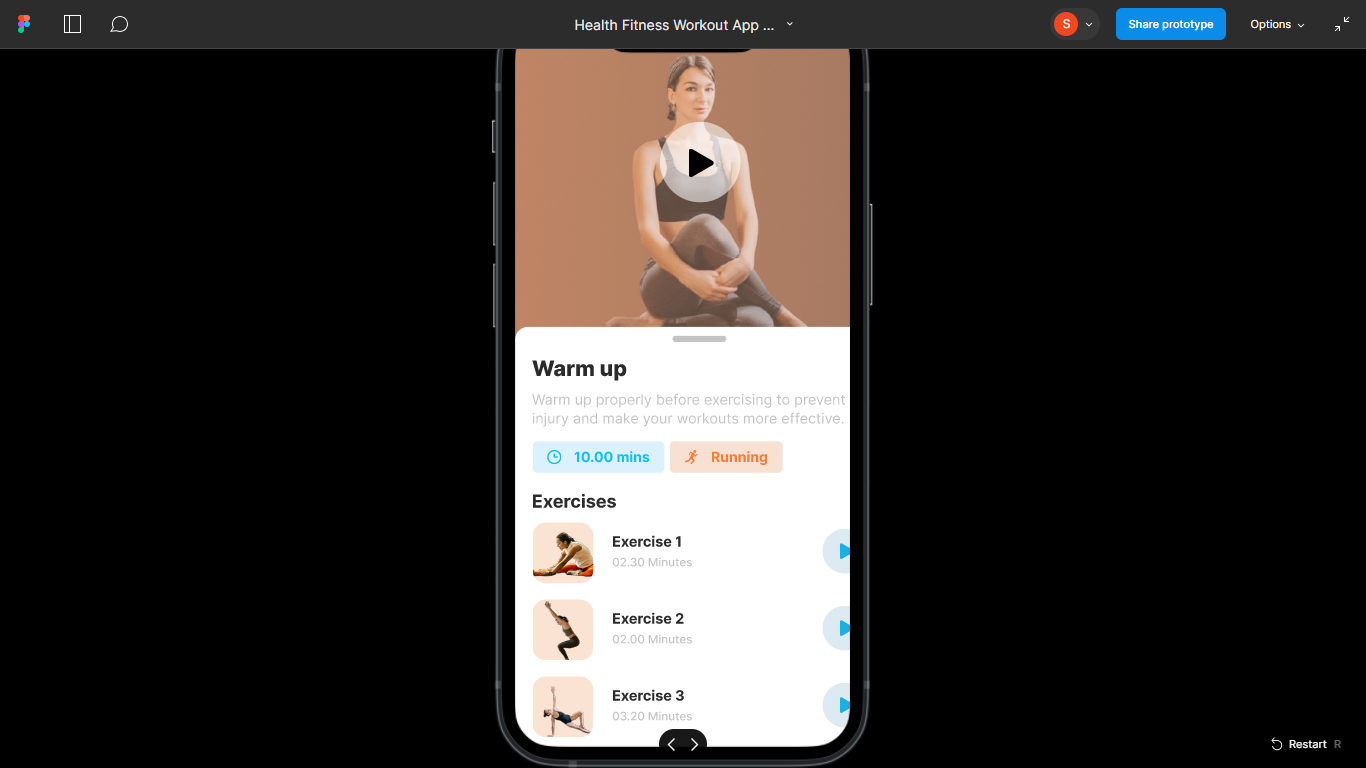 Health Fitness Workout App ...
S
Share prototype
Options
Warm up
Warm up properly before exercising to prevent
injury and make your workouts more effective.
10.00 mins
Running
Exercises
Exercise 1
02.30 Minutes
Exercise 2
02.00 Minutes
Exercise 3
03.20 Minutes
Restart R